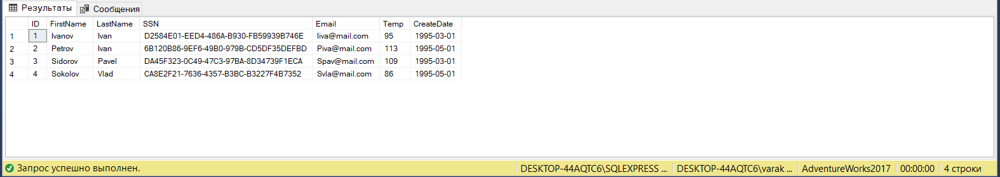 Результаты Сообщения
ID FirstName LastName SSN Email Temp CreateDate
1 1 Ivanov Ivan D2584E01-EED4-486A-B930-FB59939B746E Iiva@mail.com 95 1995-03-01
2 2 Petrov Ivan 6B120B86-9EF6-49B0-979B-CD5DF35DEFBD Piva@mail.com 113 1995-05-01
3 3 Sidorov Pavel DA45F323-0C49-47C3-97BA-8D34739F1ECA Spav@mail.com 109 1995-03-01
4 4 Sokolov Vlad CA8E2F21-7636-4357-B3BC-B3227F4B7352 Svla@mail.com 86 1995-05-01
Запрос успешно выполнен. DESKTOP-44AQTC6\SQLEXPRESS ... DESKTOP-44AQTC6\varak ... AdventureWorks2017 00:00:00 4 строки